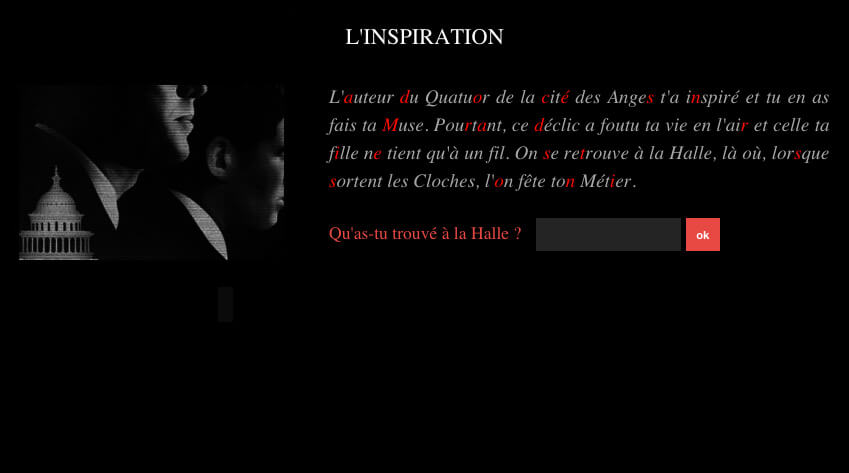 L'INSPIRATION
L'auteur du Quatuor de la cité des Anges t'a inspiré et tu en as
fais ta Muse. Pourtant, ce déclic a foutu ta vie en l'air et celle ta
fille ne tient qu'à un fil. On se retrouve à la Halle, là où, lorsque
sortent les Cloches, l'on fête ton Métier.
Qu'as-tu trouvé à la Halle ?
ok